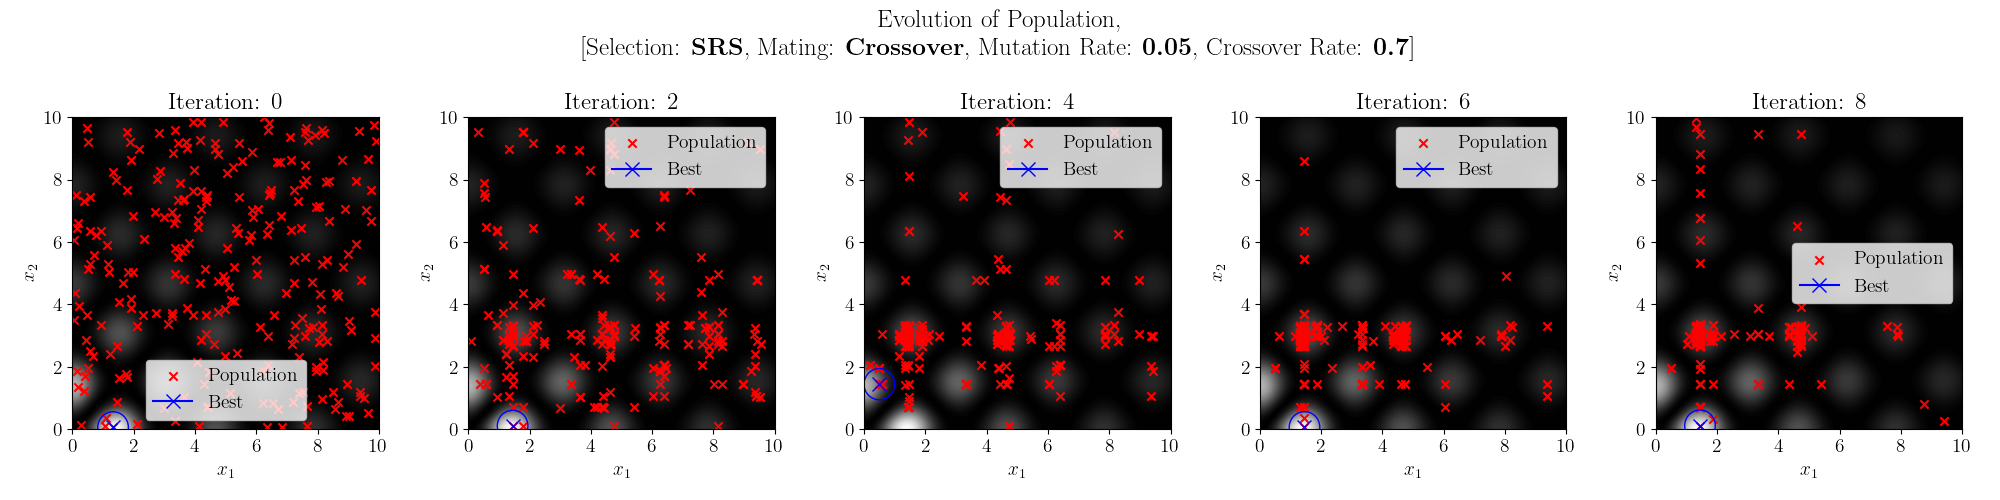 Evolution of Population,
[Selection: SRS, Mating: Crossover, Mutation Rate: 0.05, Crossover Rate: 0.7]
Iteration: 0
10
8
6
4
2
0
x2
Population
Best
0 2 4 6 8 10
x1
Iteration: 2
10
8
6
4
2
0
x2
Population
Best
0 2 4 6 8 10
x1
Iteration: 4
10
8
6
4
2
0
x2
Population
Best
0 2 4 6 8 10
x1
Iteration: 6
10
8
6
4
2
0
x2
Population
Best
0 2 4 6 8 10
x1
Iteration: 8
10
8
6
4
2
0
x2
Population
Best
0 2 4 6 8 10
x1